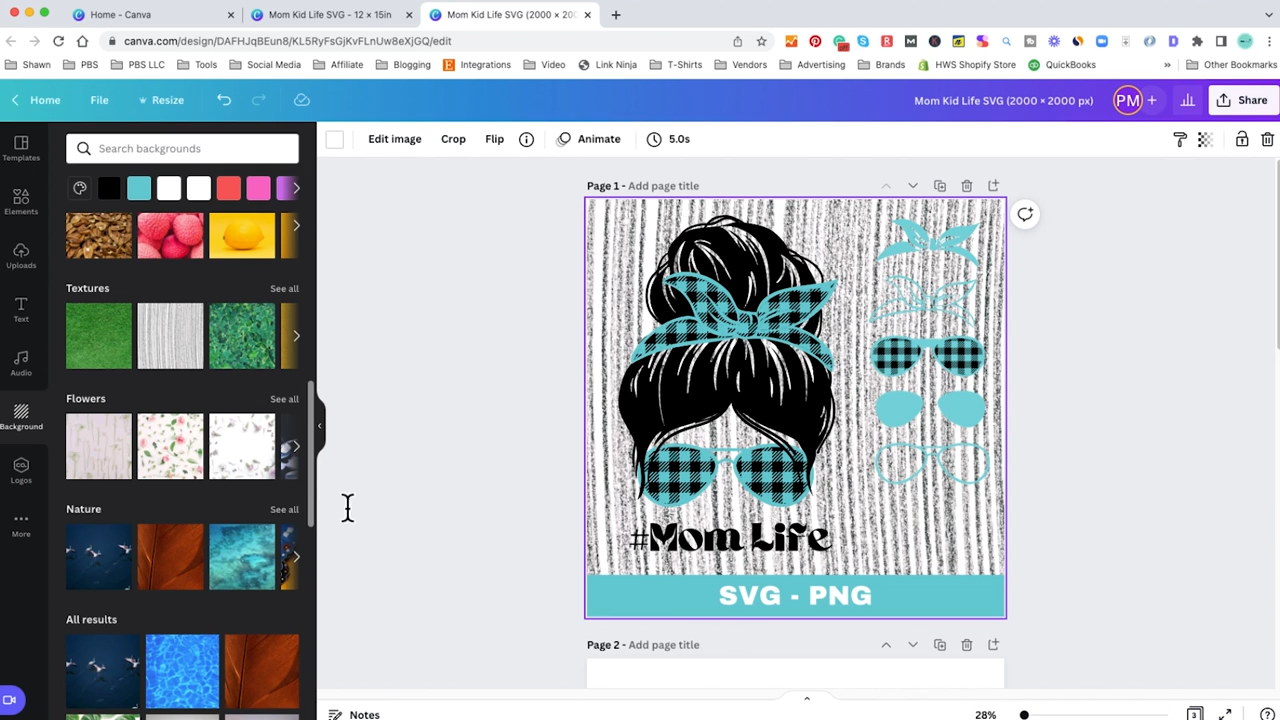 Home - Canva
Mom Kid Life SVG - 12 × 15in
Mom Kid Life SVG (2000 × 200
canva.com/design/DAFHJqBEun8/KL5RyFsGjKvFLnUw8eXjGQ/edit
Shawn
PBS
PBS LLC
Tools
Social Media
Affiliate
Blogging
Integrations
Video
Link Ninja
T-Shirts
Vendors
Advertising
Brands
HWS Shopify Store
QuickBooks
»
Other Bookmarks
Home
File
Resize
Mom Kid Life SVG (2000 × 2000 px)
PM
Share
Templates
Elements
Uploads
Text
Audio
Background
Logos
More
Search backgrounds
Textures
See all
Flowers
See all
Nature
See all
All results
Edit image
Crop
Flip
Animate
5.0s
Page 1 - Add page title
#Mom Life
SVG - PNG
Page 2 - Add page title
Notes
28%
3